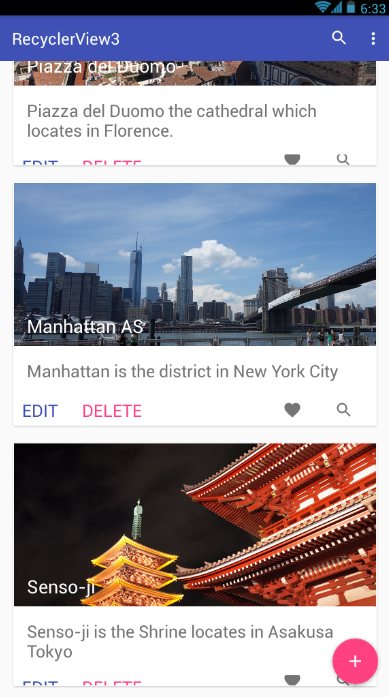 6:33
RecyclerView3
Piazza del Duomo
Piazza del Duomo the cathedral which
locates in Florence.
EDIT DELETE
Manhattan AS
Manhattan is the district in New York City
EDIT DELETE
Senso-ji
Senso-ji is the Shrine locates in Asakusa
Tokyo
EDIT DELETE